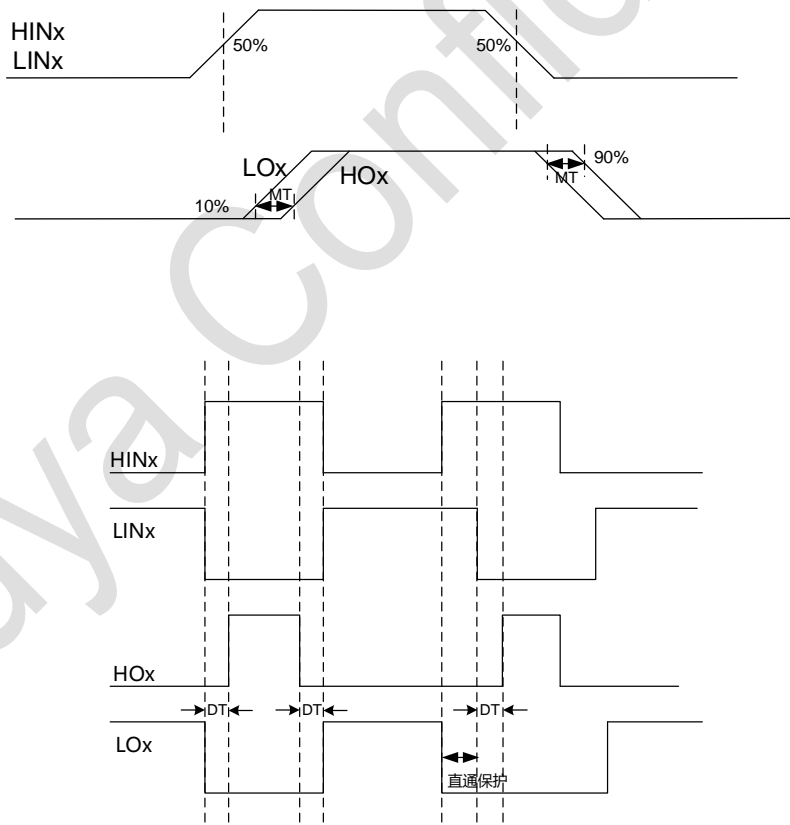 HINx
LINx
50%
50%
LOx
HOx
MT
MT
10%
90%
HINx
LINx
HOx
DT
DT
DT
LOx
直通保护